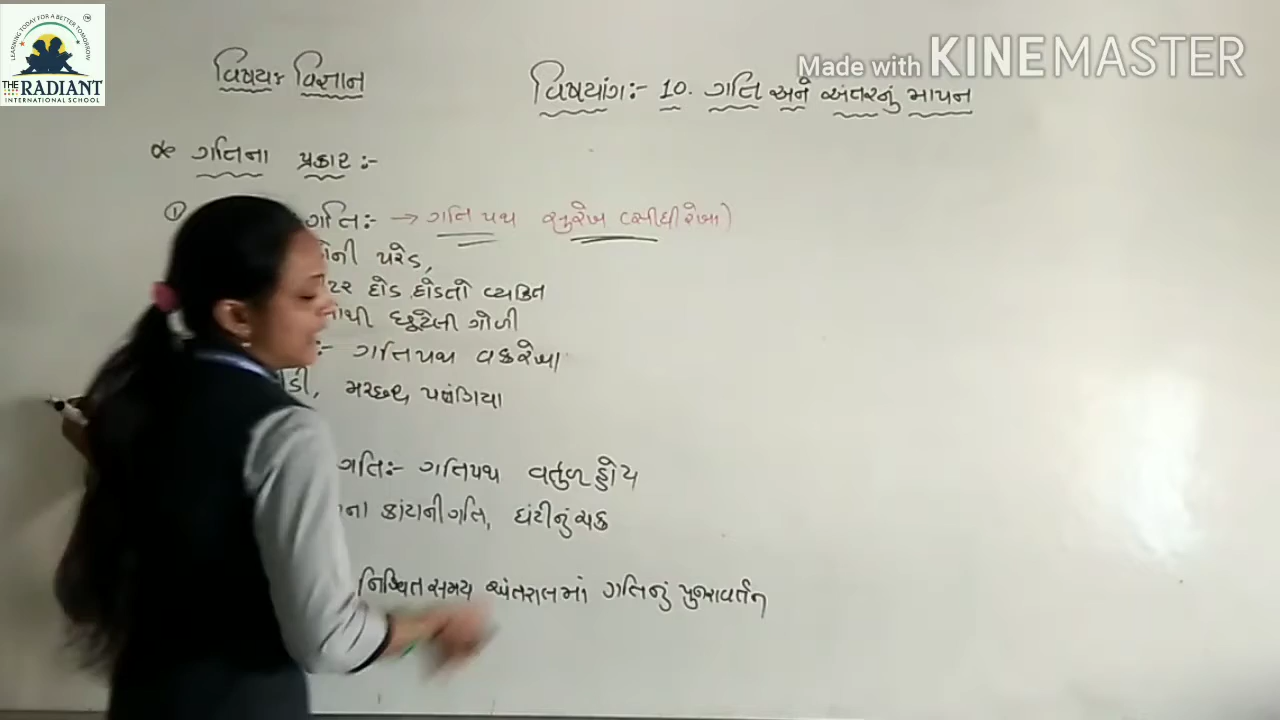 LEARNING TODAY FOR A BETTER TOMORROW
THE RADIANT
INTERNATIONAL SCHOOL
Made with KINEMASTER
વિષય: વિજ્ઞાન
વિષયાંગ:- 10. ગતિ અને અંતરનું માપન
* ગતિના પ્રકાર :-
① ગતિ:- → ગતિ પથ સુરેખ (સીધી રેખા)
ની પરેડ,
ટર દોડ દોડતો વ્યક્તિ
માંથી છૂટેલી ગોળી
:- ગતિપથ વક્રરેખા
ડી, મચ્છર, પતંગિયા
ગતિ:- ગતિપથ વર્તુળ હોય
ના કાંટાની ગતિ, ઘંટીનું ચક્ર
નિશ્ચિત સમય અંતરાલમાં ગતિનું પુનરાવર્તન